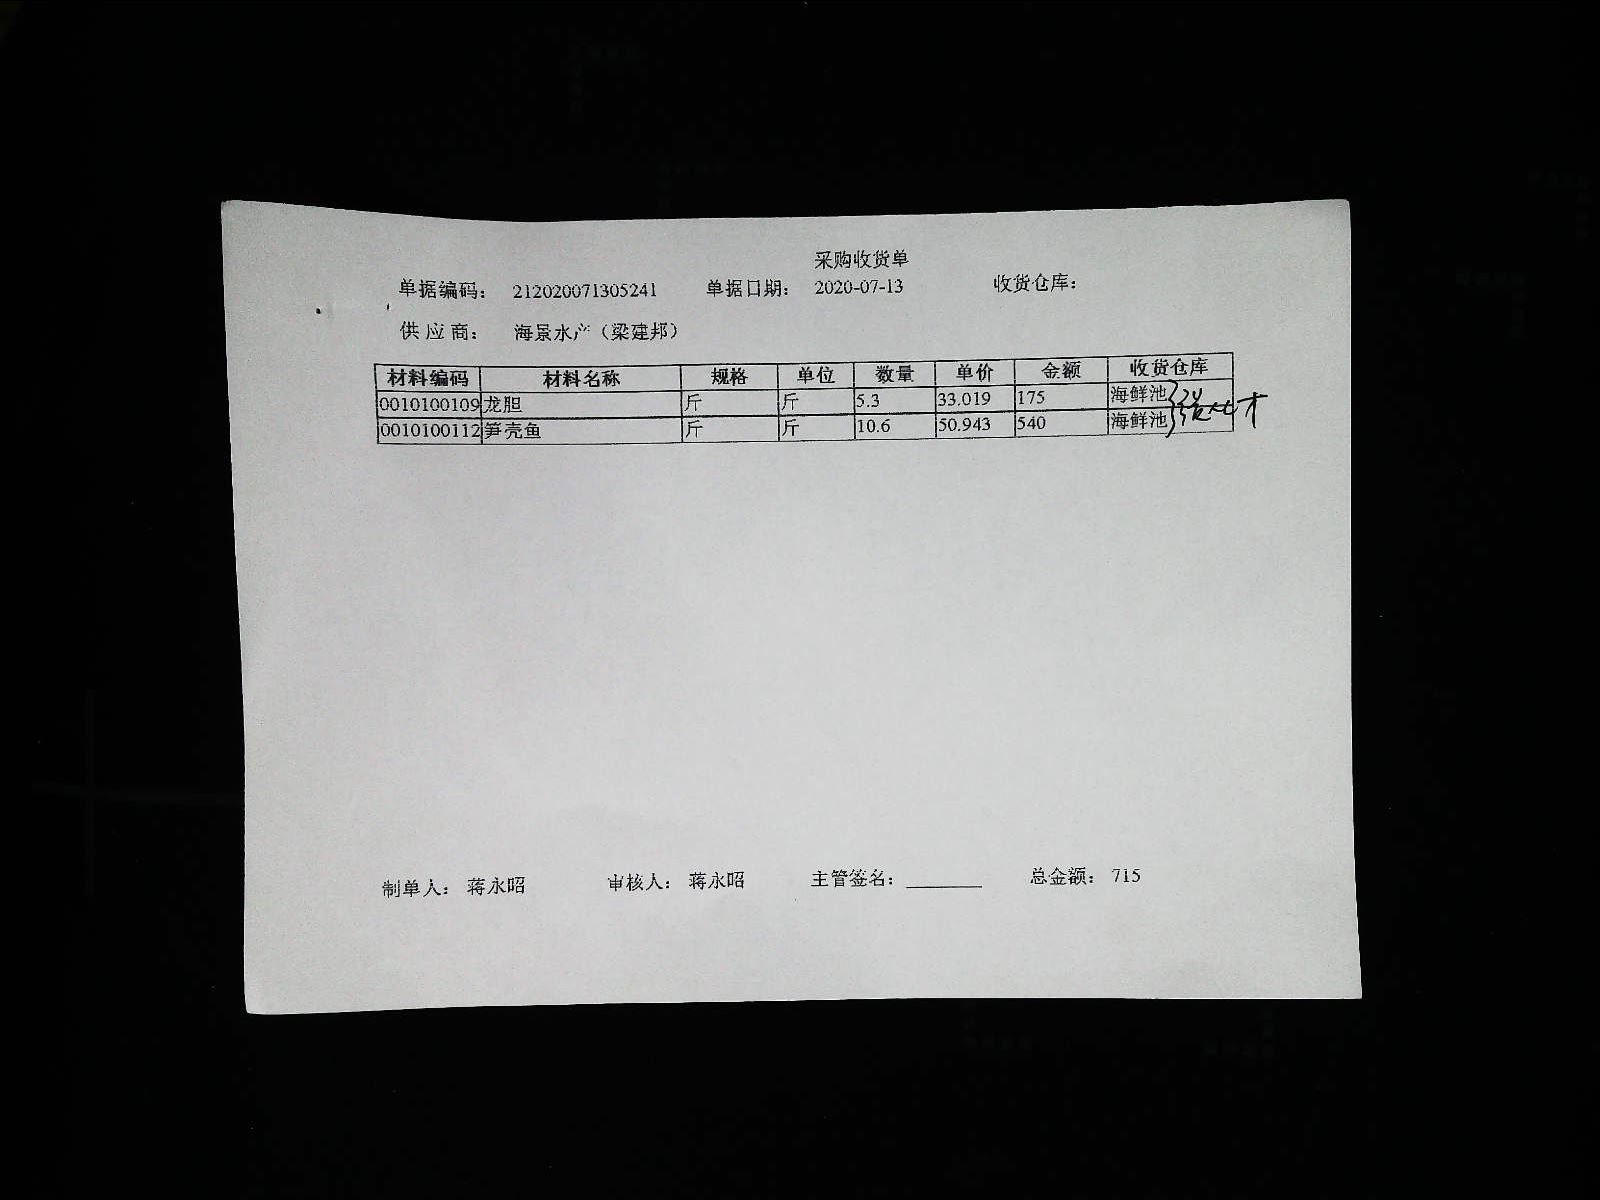 采购收货单
单据编码： 212020071305241 单据日期： 2020-07-13 收货仓库：
供应商： 海景水产（梁建邦）
材料编码 材料名称 规格 单位 数量 单价 金额 收货仓库
0010100109 龙胆 斤 斤 5.3 33.019 175 海鲜池
0010100112 笋壳鱼 斤 斤 10.6 50.943 540 海鲜池
制单人： 蒋永昭 审核人： 蒋永昭 主管签名： 总金额： 715